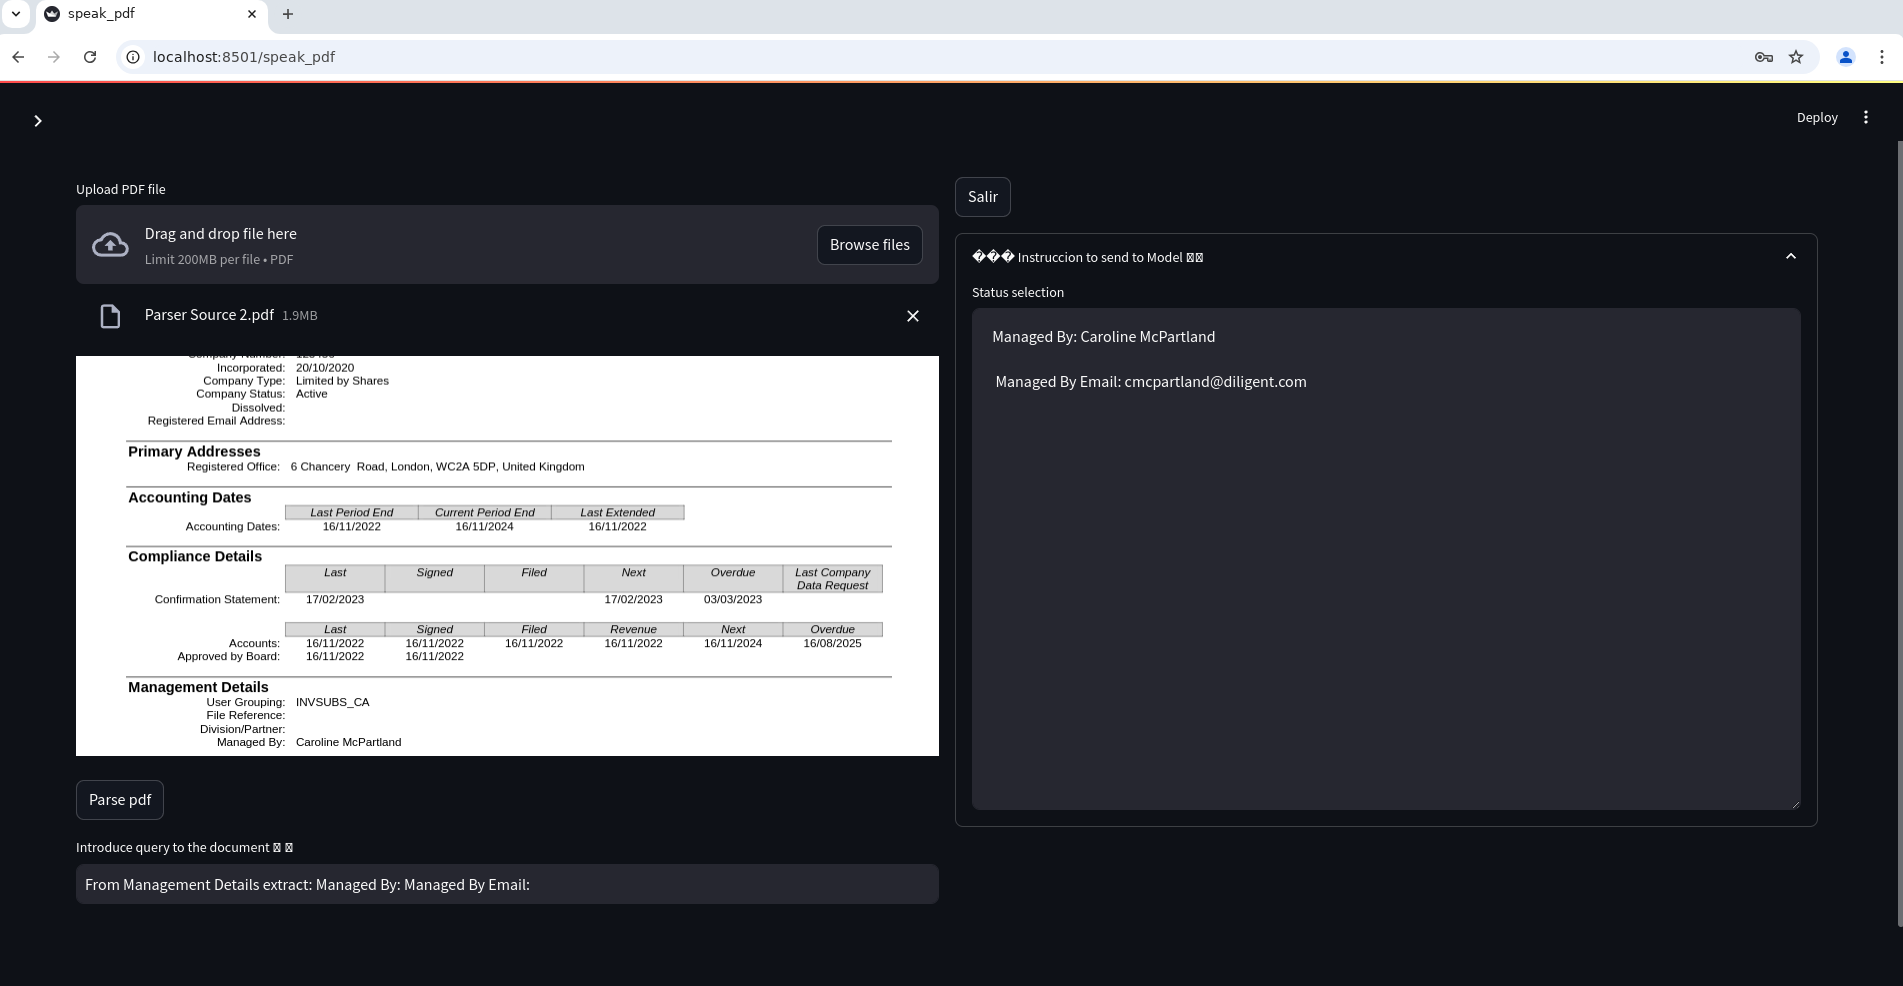 speak_pdf
localhost:8501/speak_pdf
Deploy
Upload PDF file
Drag and drop file here
Limit 200MB per file • PDF
Browse files
Parser Source 2.pdf 1.9MB
Incorporated: 20/10/2020
Company Type: Limited by Shares
Company Status: Active
Dissolved:
Registered Email Address:
Primary Addresses
Registered Office: 6 Chancery Road, London, WC2A 5DP, United Kingdom
Accounting Dates
Last Period End Current Period End Last Extended
Accounting Dates: 16/11/2022 16/11/2024 16/11/2022
Compliance Details
Last Signed Filed Next Overdue Last Company
Data Request
Confirmation Statement: 17/02/2023 17/02/2023 03/03/2023
Last Signed Filed Revenue Next Overdue
Accounts: 16/11/2022 16/11/2022 16/11/2022 16/11/2022 16/11/2024 16/08/2025
Approved by Board: 16/11/2022 16/11/2022
Management Details
User Grouping: INVSUBS_CA
File Reference:
Division/Partner:
Managed By: Caroline McPartland
Parse pdf
Introduce query to the document
From Management Details extract: Managed By: Managed By Email:
Salir
��� Instruccion to send to Model
Status selection
Managed By: Caroline McPartland
Managed By Email: cmcpartland@diligent.com